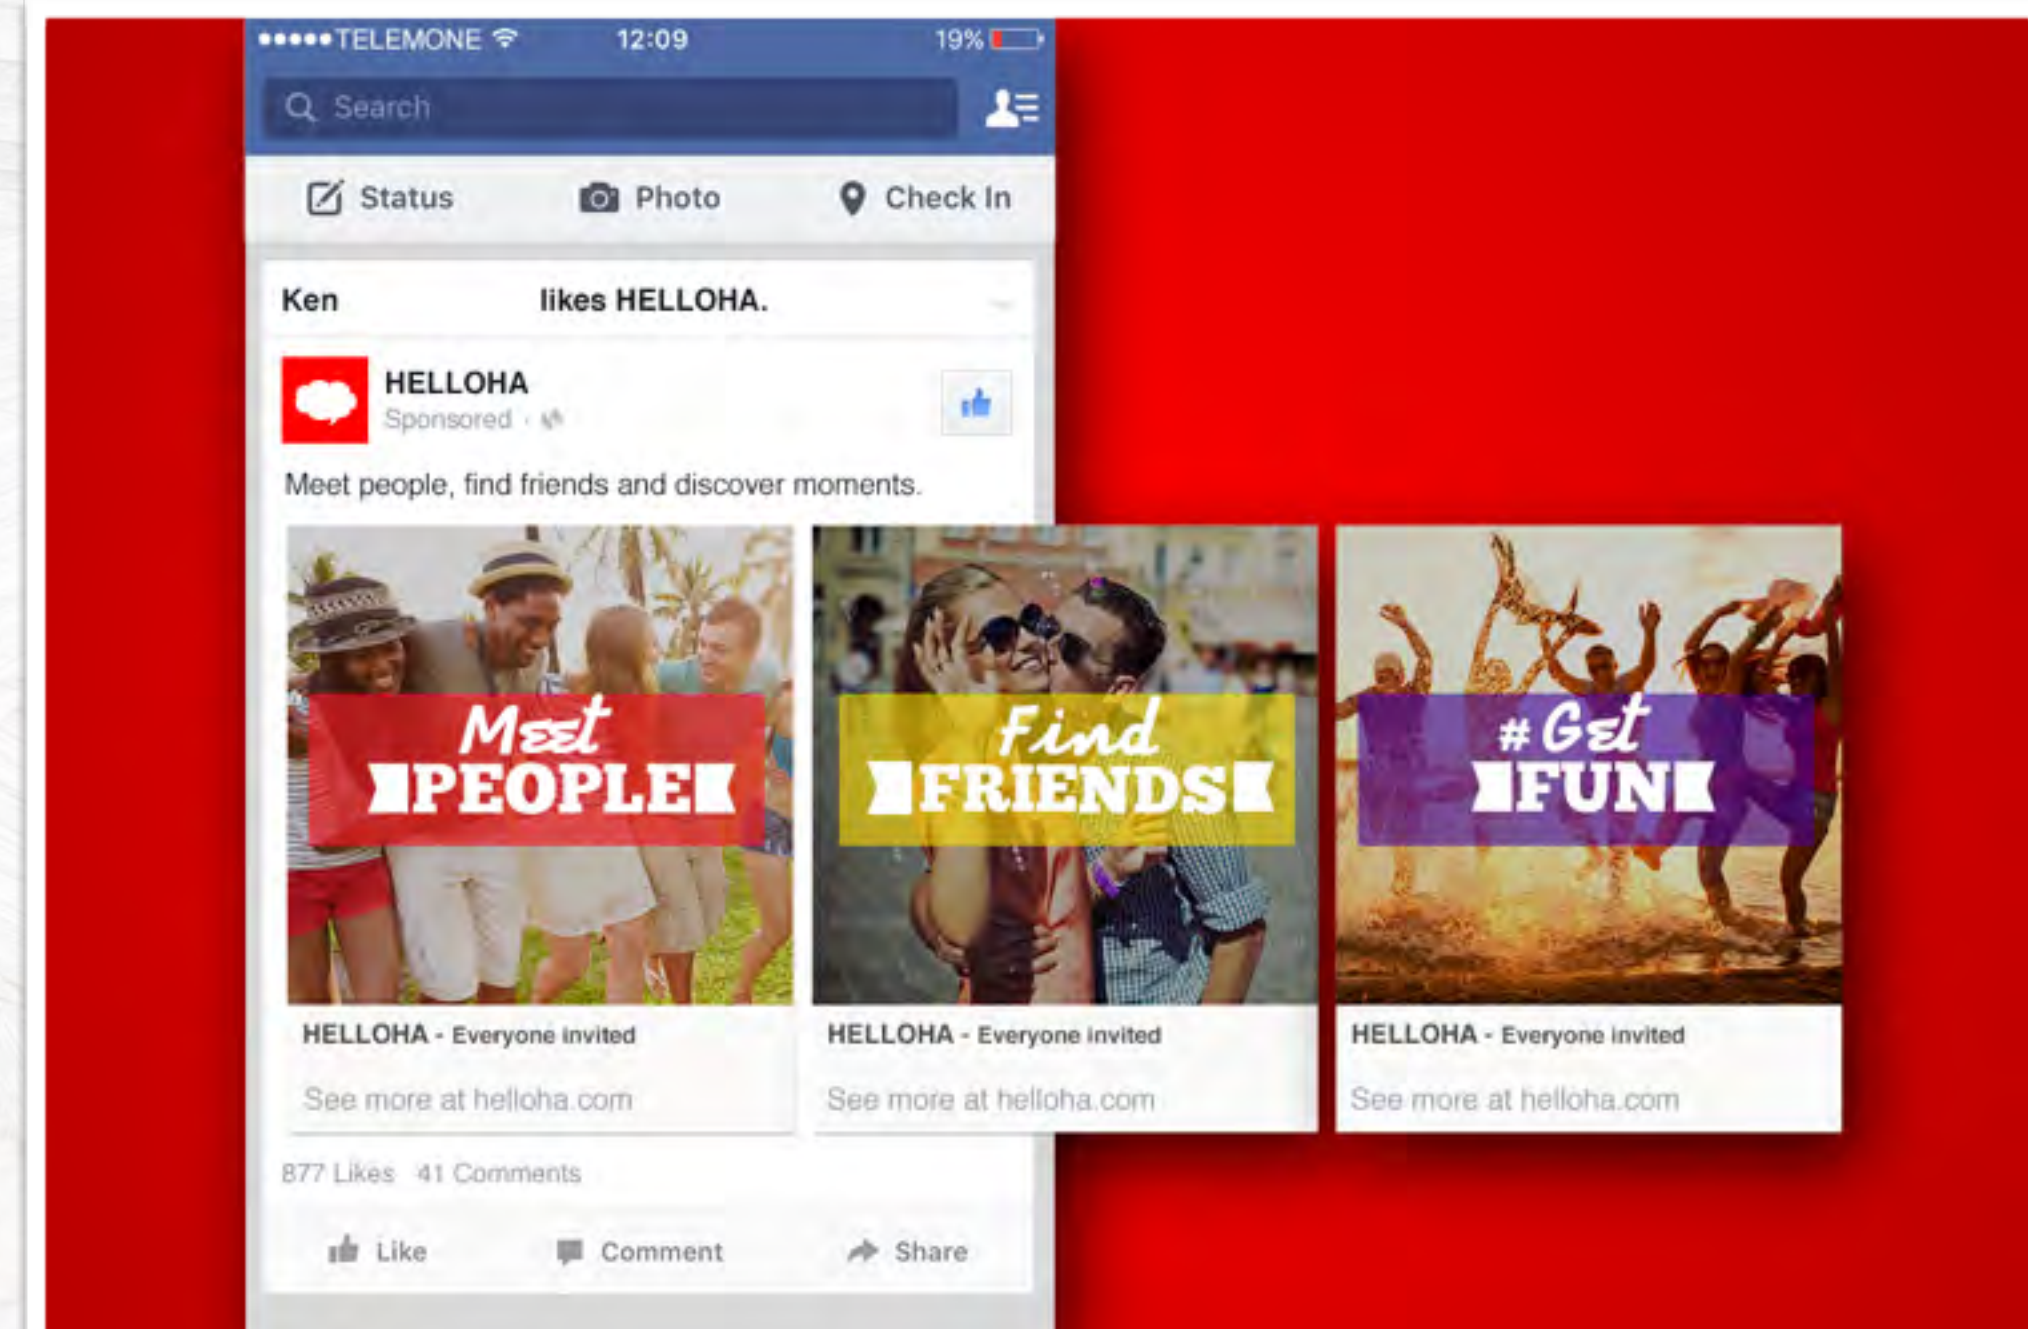 TELEMONE 12:09 19%
Search
Status Photo Check In
Ken likes HELLOHA.
HELLOHA
Sponsored ·
Meet people, find friends and discover moments.
Meet
PEOPLE
Find
FRIENDS
#Get
FUN
HELLOHA - Everyone invited
See more at helloha.com
HELLOHA - Everyone invited
See more at helloha.com
HELLOHA - Everyone invited
See more at helloha.com
877 Likes 41 Comments
Like Comment Share